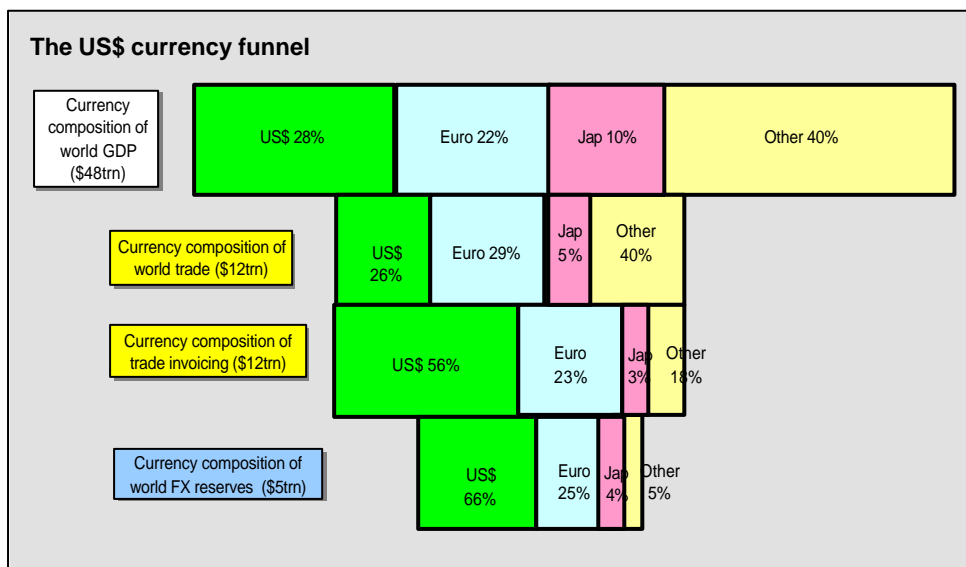 The US$ currency funnel
Currency
composition of
world GDP
($48trn)
US$ 28%
Euro 22%
Jap 10%
Other 40%
Currency composition of
world trade ($12trn)
US$
26%
Euro 29%
Jap
5%
Other
40%
Currency composition of
trade invoicing ($12trn)
US$ 56%
Euro
23%
Jap
3%
Other
18%
Currency composition of
world FX reserves ($5trn)
US$
66%
Euro
25%
Jap
4%
Other
5%